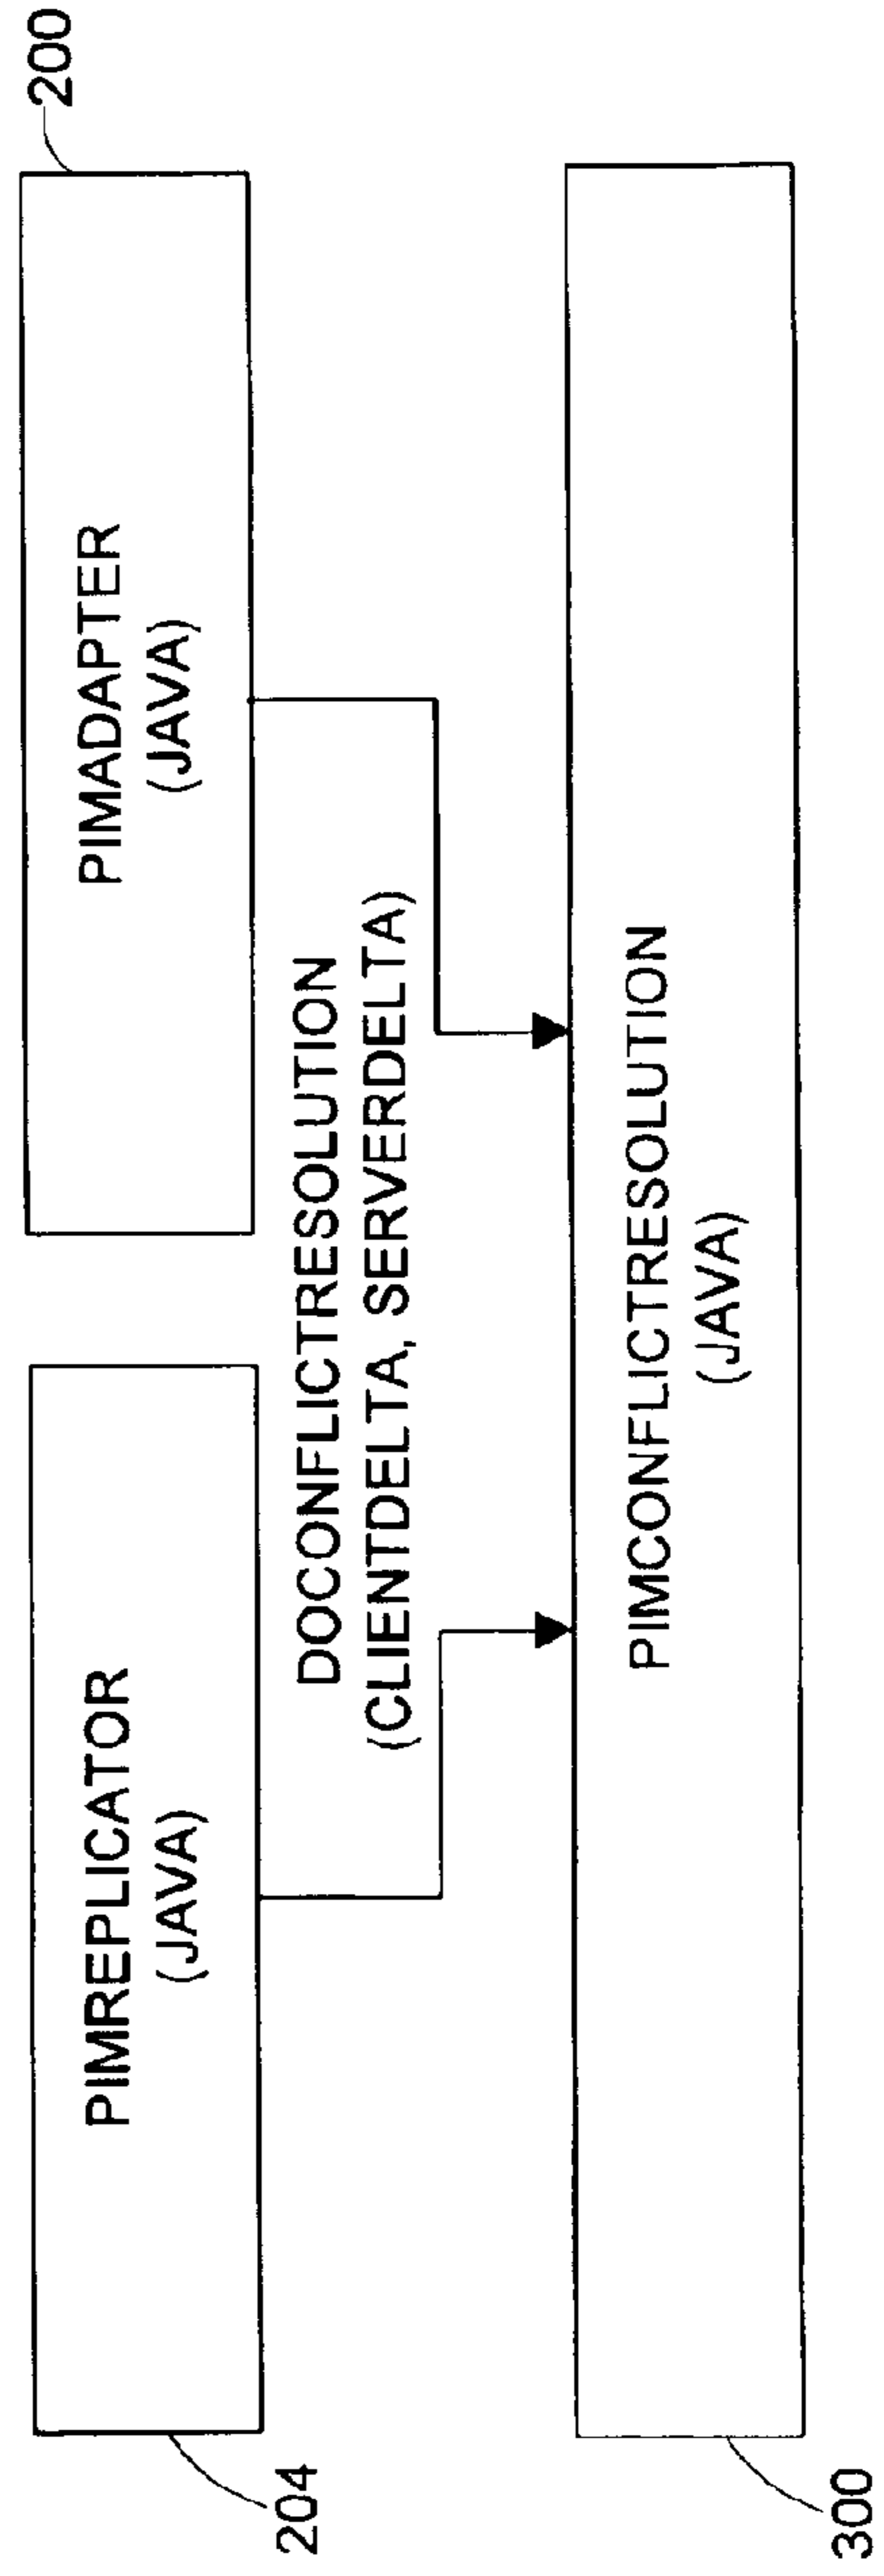 200
PIMREPLICATOR
(JAVA)
PIMADAPTER
(JAVA)
DOCONFLICTRESOLUTION
(CLIENTDELTA, SERVERDELTA)
204
PIMCONFLICTRESOLUTION
(JAVA)
300